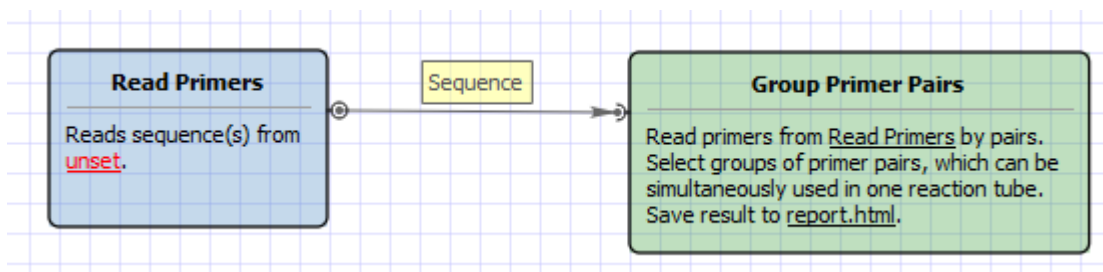 Read Primers
Reads sequence(s) from
unset.
Sequence
Group Primer Pairs
Read primers from Read Primers by pairs.
Select groups of primer pairs, which can be
simultaneously used in one reaction tube.
Save result to report.html.